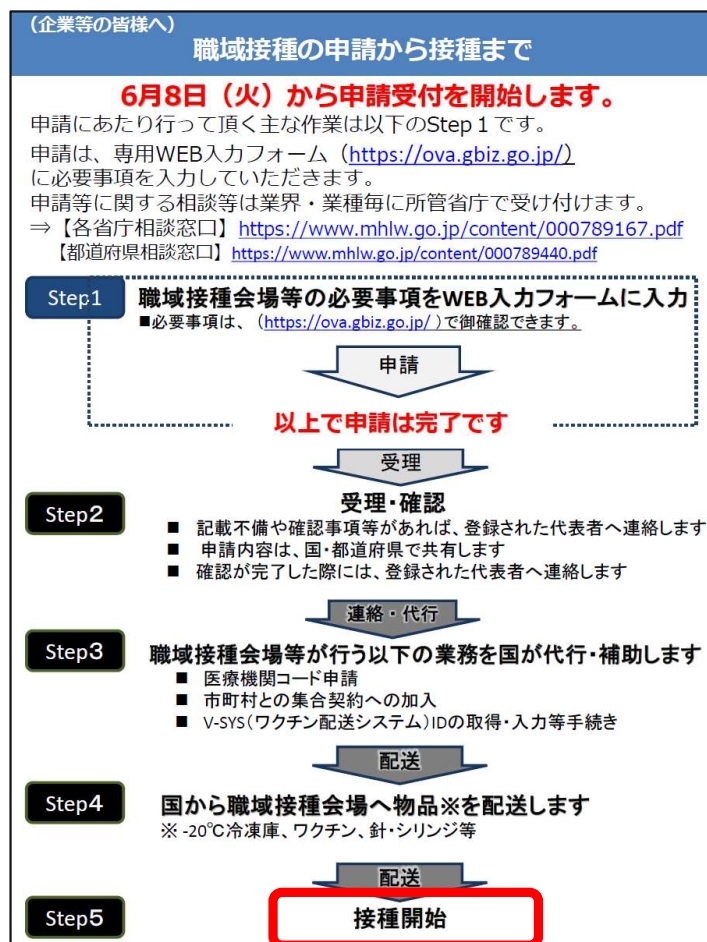 （企業等の皆様へ）
職域接種の申請から接種まで
6月8日（火）から申請受付を開始します。
申請にあたり行って頂く主な作業は以下のStep１です。
申請は、専用WEB入力フォーム（https://ova.gbiz.go.jp/）
に必要事項を入力していただきます。
申請等に関する相談等は業界・業種毎に所管省庁で受け付けます。
⇒【各省庁相談窓口】https://www.mhlw.go.jp/content/000789167.pdf
【都道府県相談窓口】https://www.mhlw.go.jp/content/000789440.pdf
Step1
職域接種会場等の必要事項をWEB入力フォームに入力
■必要事項は、（https://ova.gbiz.go.jp/ ）で御確認できます。
申請
以上で申請は完了です
受理
Step2
受理・確認
■ 記載不備や確認事項等があれば、登録された代表者へ連絡します
■ 申請内容は、国・都道府県で共有します
■ 確認が完了した際には、登録された代表者へ連絡します
連絡・代行
Step3
職域接種会場等が行う以下の業務を国が代行・補助します
■ 医療機関コード申請
■ 市町村との集合契約への加入
■ V-SYS（ワクチン配送システム）IDの取得・入力等手続き
配送
Step4
国から職域接種会場へ物品※を配送します
※ -20℃冷凍庫、ワクチン、針・シリンジ等
配送
Step5
接種開始